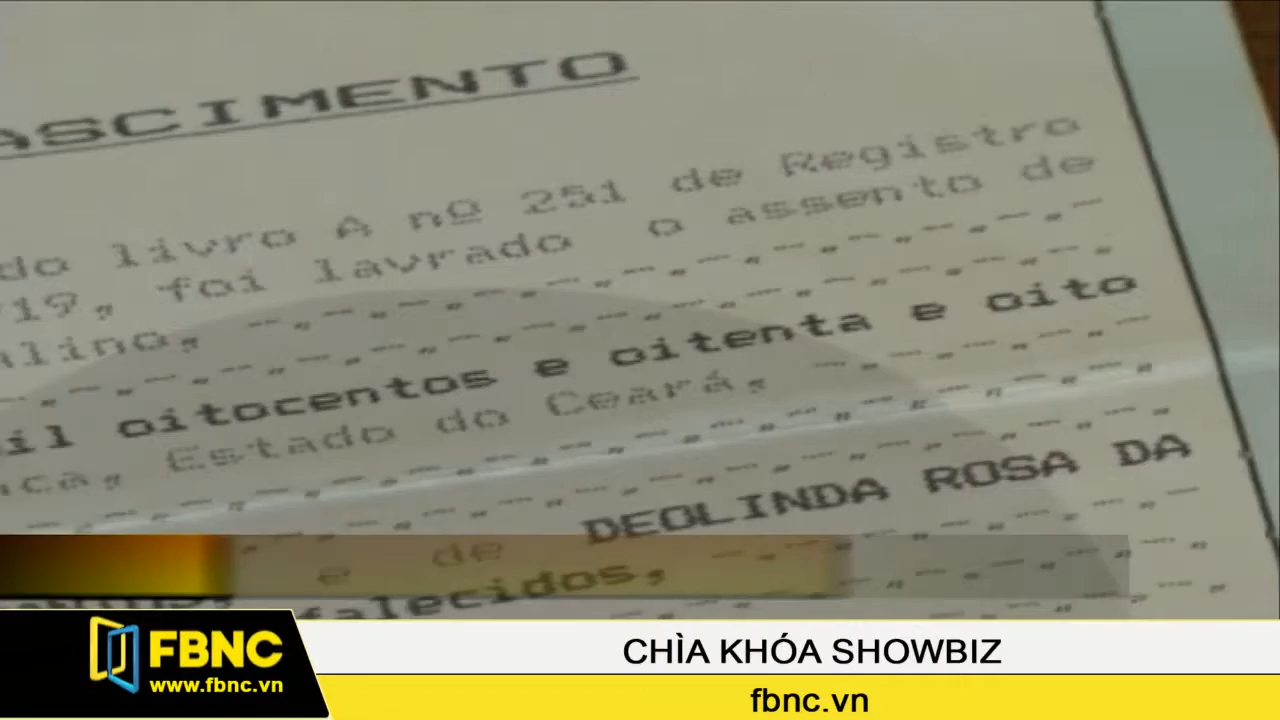 ASCIMENTO
do livro A nº 251 de Registro
919, foi lavrado o assento de
alino,
il oitocentos e oitenta e oito
Estado do Ceará,
e de DEOLINDA ROSA DA
falecidos,
FBNC
www.fbnc.vn
CHÌA KHÓA SHOWBIZ
fbnc.vn